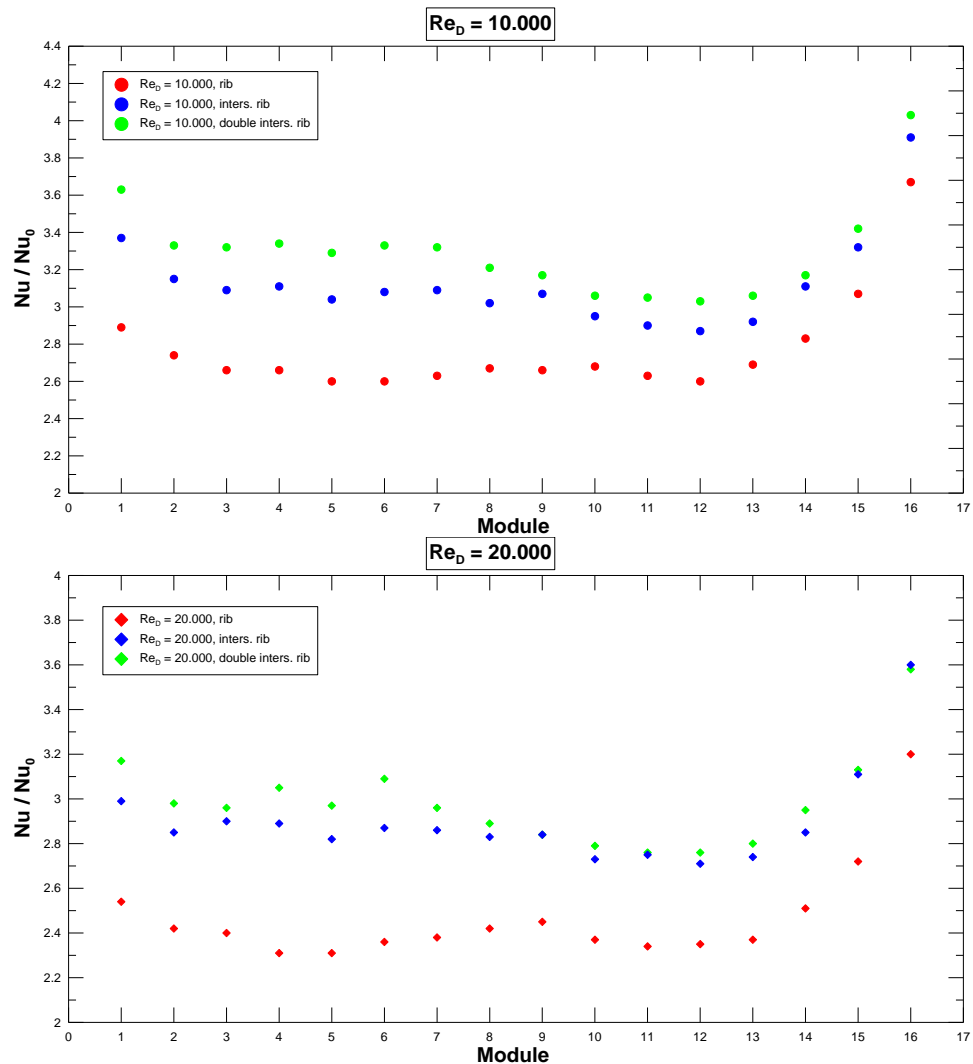 Re_D = 10.000
4.4
4.2
4
3.8
3.6
3.4
3.2
3
2.8
2.6
2.4
2.2
2
Nu / Nu₀
Re_D = 10.000, rib
Re_D = 10.000, inters. rib
Re_D = 10.000, double inters. rib
0 1 2 3 4 5 6 7 8 9 10 11 12 13 14 15 16 17
Module
Re_D = 20.000
4
3.8
3.6
3.4
3.2
3
2.8
2.6
2.4
2.2
2
Nu / Nu₀
Re_D = 20.000, rib
Re_D = 20.000, inters. rib
Re_D = 20.000, double inters. rib
0 1 2 3 4 5 6 7 8 9 10 11 12 13 14 15 16 17
Module